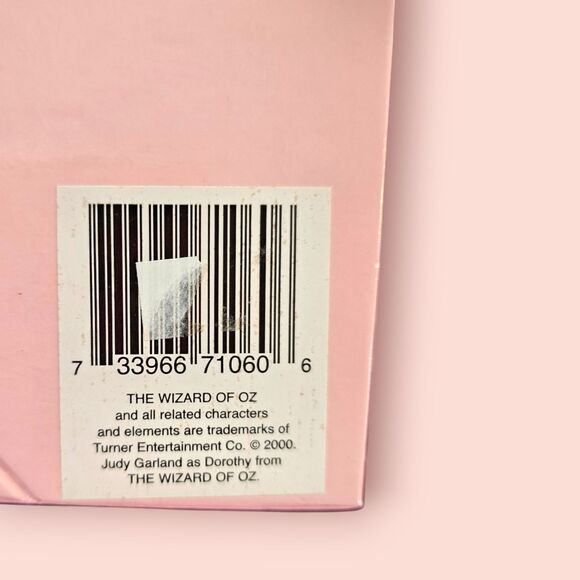 7 33966 71060 6
THE WIZARD OF OZ
and all related characters
and elements are trademarks of
Turner Entertainment Co. © 2000.
Judy Garland as Dorothy from
THE WIZARD OF OZ.